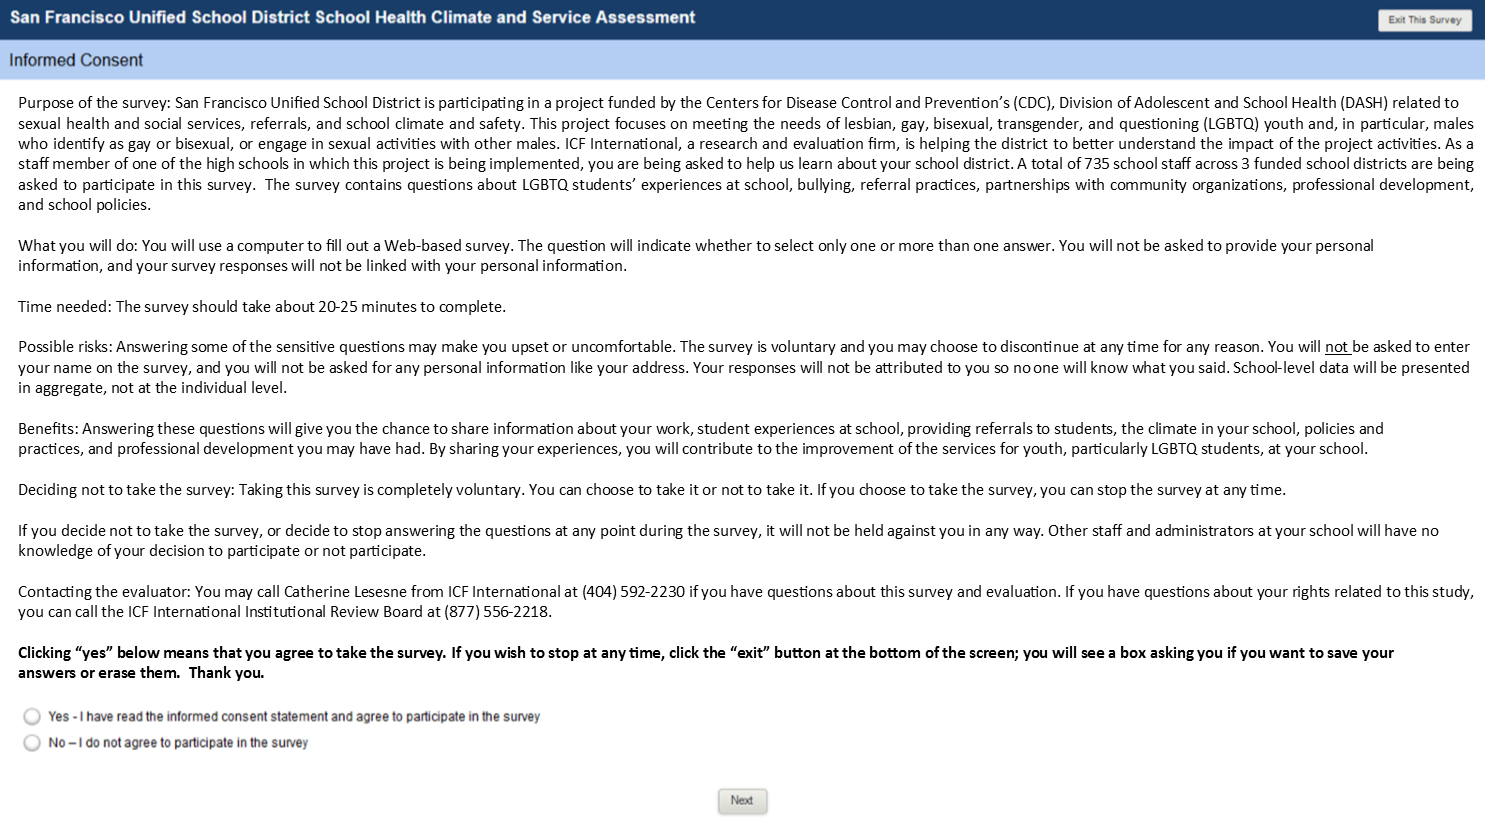 San Francisco Unified School District School Health Climate and Service Assessment
Exit This Survey
Informed Consent
Purpose of the survey: San Francisco Unified School District is participating in a project funded by the Centers for Disease Control and Prevention’s (CDC), Division of Adolescent and School Health (DASH) related to
sexual health and social services, referrals, and school climate and safety. This project focuses on meeting the needs of lesbian, gay, bisexual, transgender, and questioning (LGBTQ) youth and, in particular, males
who identify as gay or bisexual, or engage in sexual activities with other males. ICF International, a research and evaluation firm, is helping the district to better understand the impact of the project activities. As a
staff member of one of the high schools in which this project is being implemented, you are being asked to help us learn about your school district. A total of 735 school staff across 3 funded school districts are being
asked to participate in this survey.  The survey contains questions about LGBTQ students’ experiences at school, bullying, referral practices, partnerships with community organizations, professional development,
and school policies.
What you will do: You will use a computer to fill out a Web-based survey. The question will indicate whether to select only one or more than one answer. You will not be asked to provide your personal
information, and your survey responses will not be linked with your personal information.
Time needed: The survey should take about 20-25 minutes to complete.
Possible risks: Answering some of the sensitive questions may make you upset or uncomfortable. The survey is voluntary and you may choose to discontinue at any time for any reason. You will not be asked to enter
your name on the survey, and you will not be asked for any personal information like your address. Your responses will not be attributed to you so no one will know what you said. School-level data will be presented
in aggregate, not at the individual level.
Benefits: Answering these questions will give you the chance to share information about your work, student experiences at school, providing referrals to students, the climate in your school, policies and
practices, and professional development you may have had. By sharing your experiences, you will contribute to the improvement of the services for youth, particularly LGBTQ students, at your school.
Deciding not to take the survey: Taking this survey is completely voluntary. You can choose to take it or not to take it. If you choose to take the survey, you can stop the survey at any time.
If you decide not to take the survey, or decide to stop answering the questions at any point during the survey, it will not be held against you in any way. Other staff and administrators at your school will have no
knowledge of your decision to participate or not participate.
Contacting the evaluator: You may call Catherine Lesesne from ICF International at (404) 592-2230 if you have questions about this survey and evaluation. If you have questions about your rights related to this study,
you can call the ICF International Institutional Review Board at (877) 556-2218.
Clicking “yes” below means that you agree to take the survey. If you wish to stop at any time, click the “exit” button at the bottom of the screen; you will see a box asking you if you want to save your
answers or erase them.  Thank you.
Yes - I have read the informed consent statement and agree to participate in the survey
No – I do not agree to participate in the survey
Next